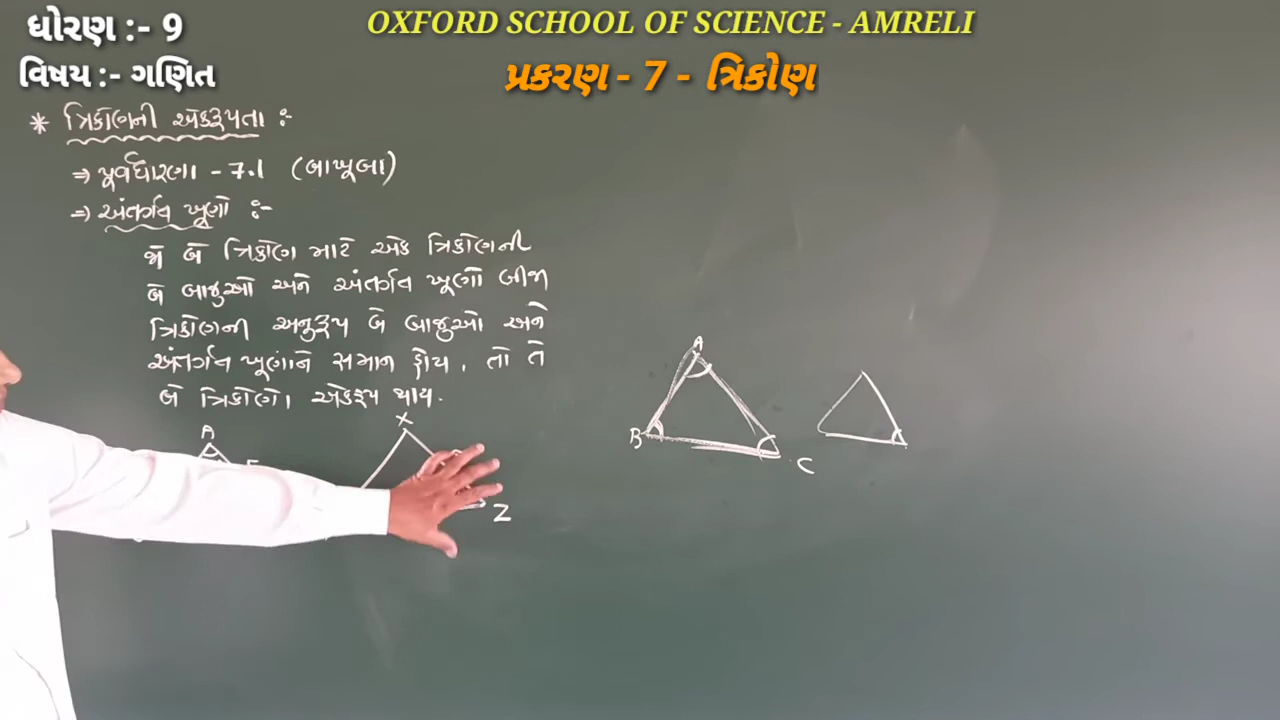 ધોરણ :- 9
OXFORD SCHOOL OF SCIENCE - AMRELI
વિષય :- ગણિત
પ્રકરણ - 7 - ત્રિકોણ
* ત્રિકોણની એકરૂપતા :-
⇒ પૂર્વધારણા - 7.1 (બાખૂબા)
⇒ અંતર્ગત ખૂણો :-
જો બે ત્રિકોણ માટે એક ત્રિકોણની
બે બાજુઓ અને અંતર્ગત ખૂણો બીજા
ત્રિકોણની અનુરૂપ બે બાજુઓ અને
અંતર્ગત ખૂણાને સમાન હોય, તો તે
બે ત્રિકોણો એકરૂપ થાય.
A X
Z
A
B C